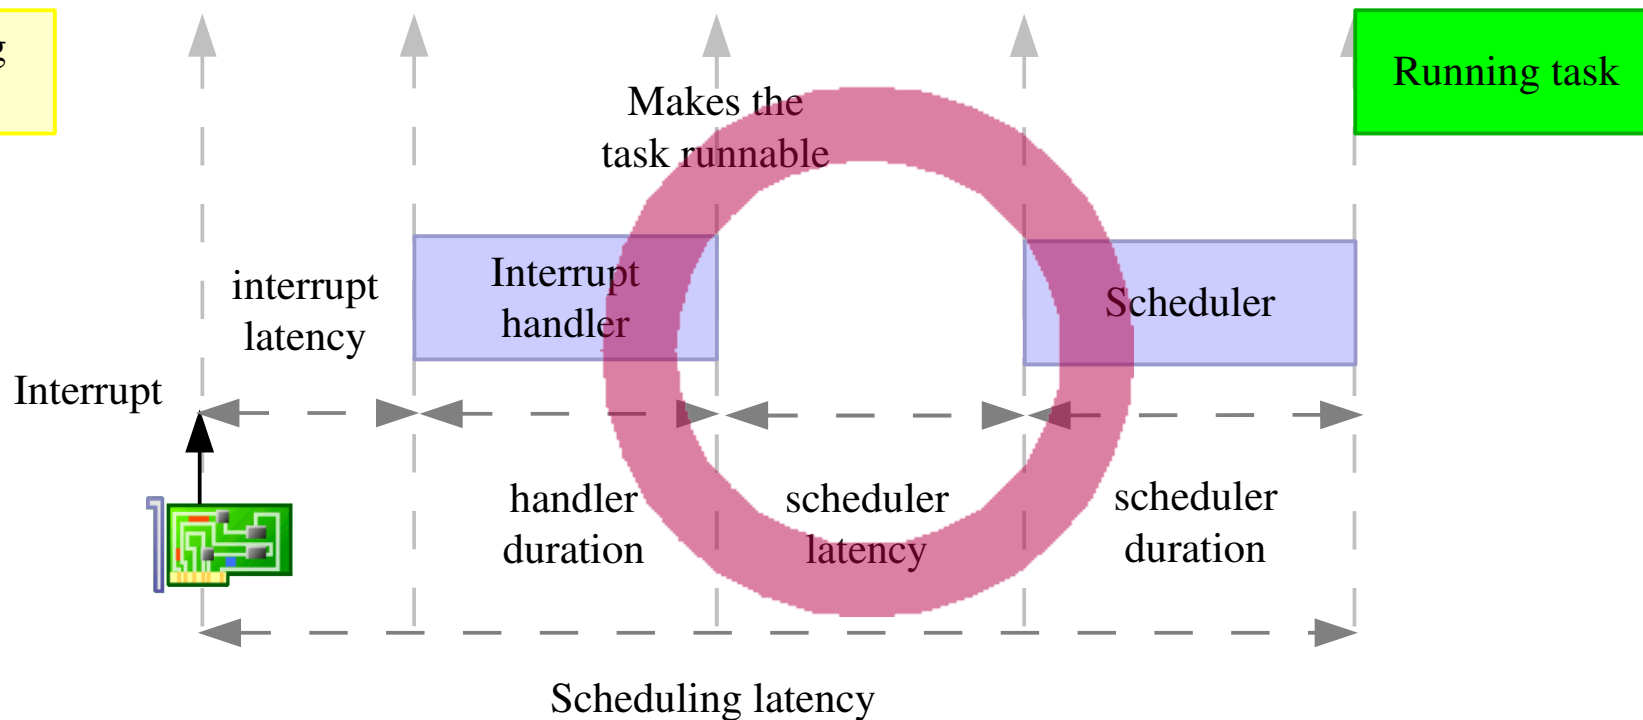 Running task
Makes the
task runnable
interrupt
latency
Interrupt
handler
Scheduler
Interrupt
handler
duration
scheduler
latency
scheduler
duration
Scheduling latency